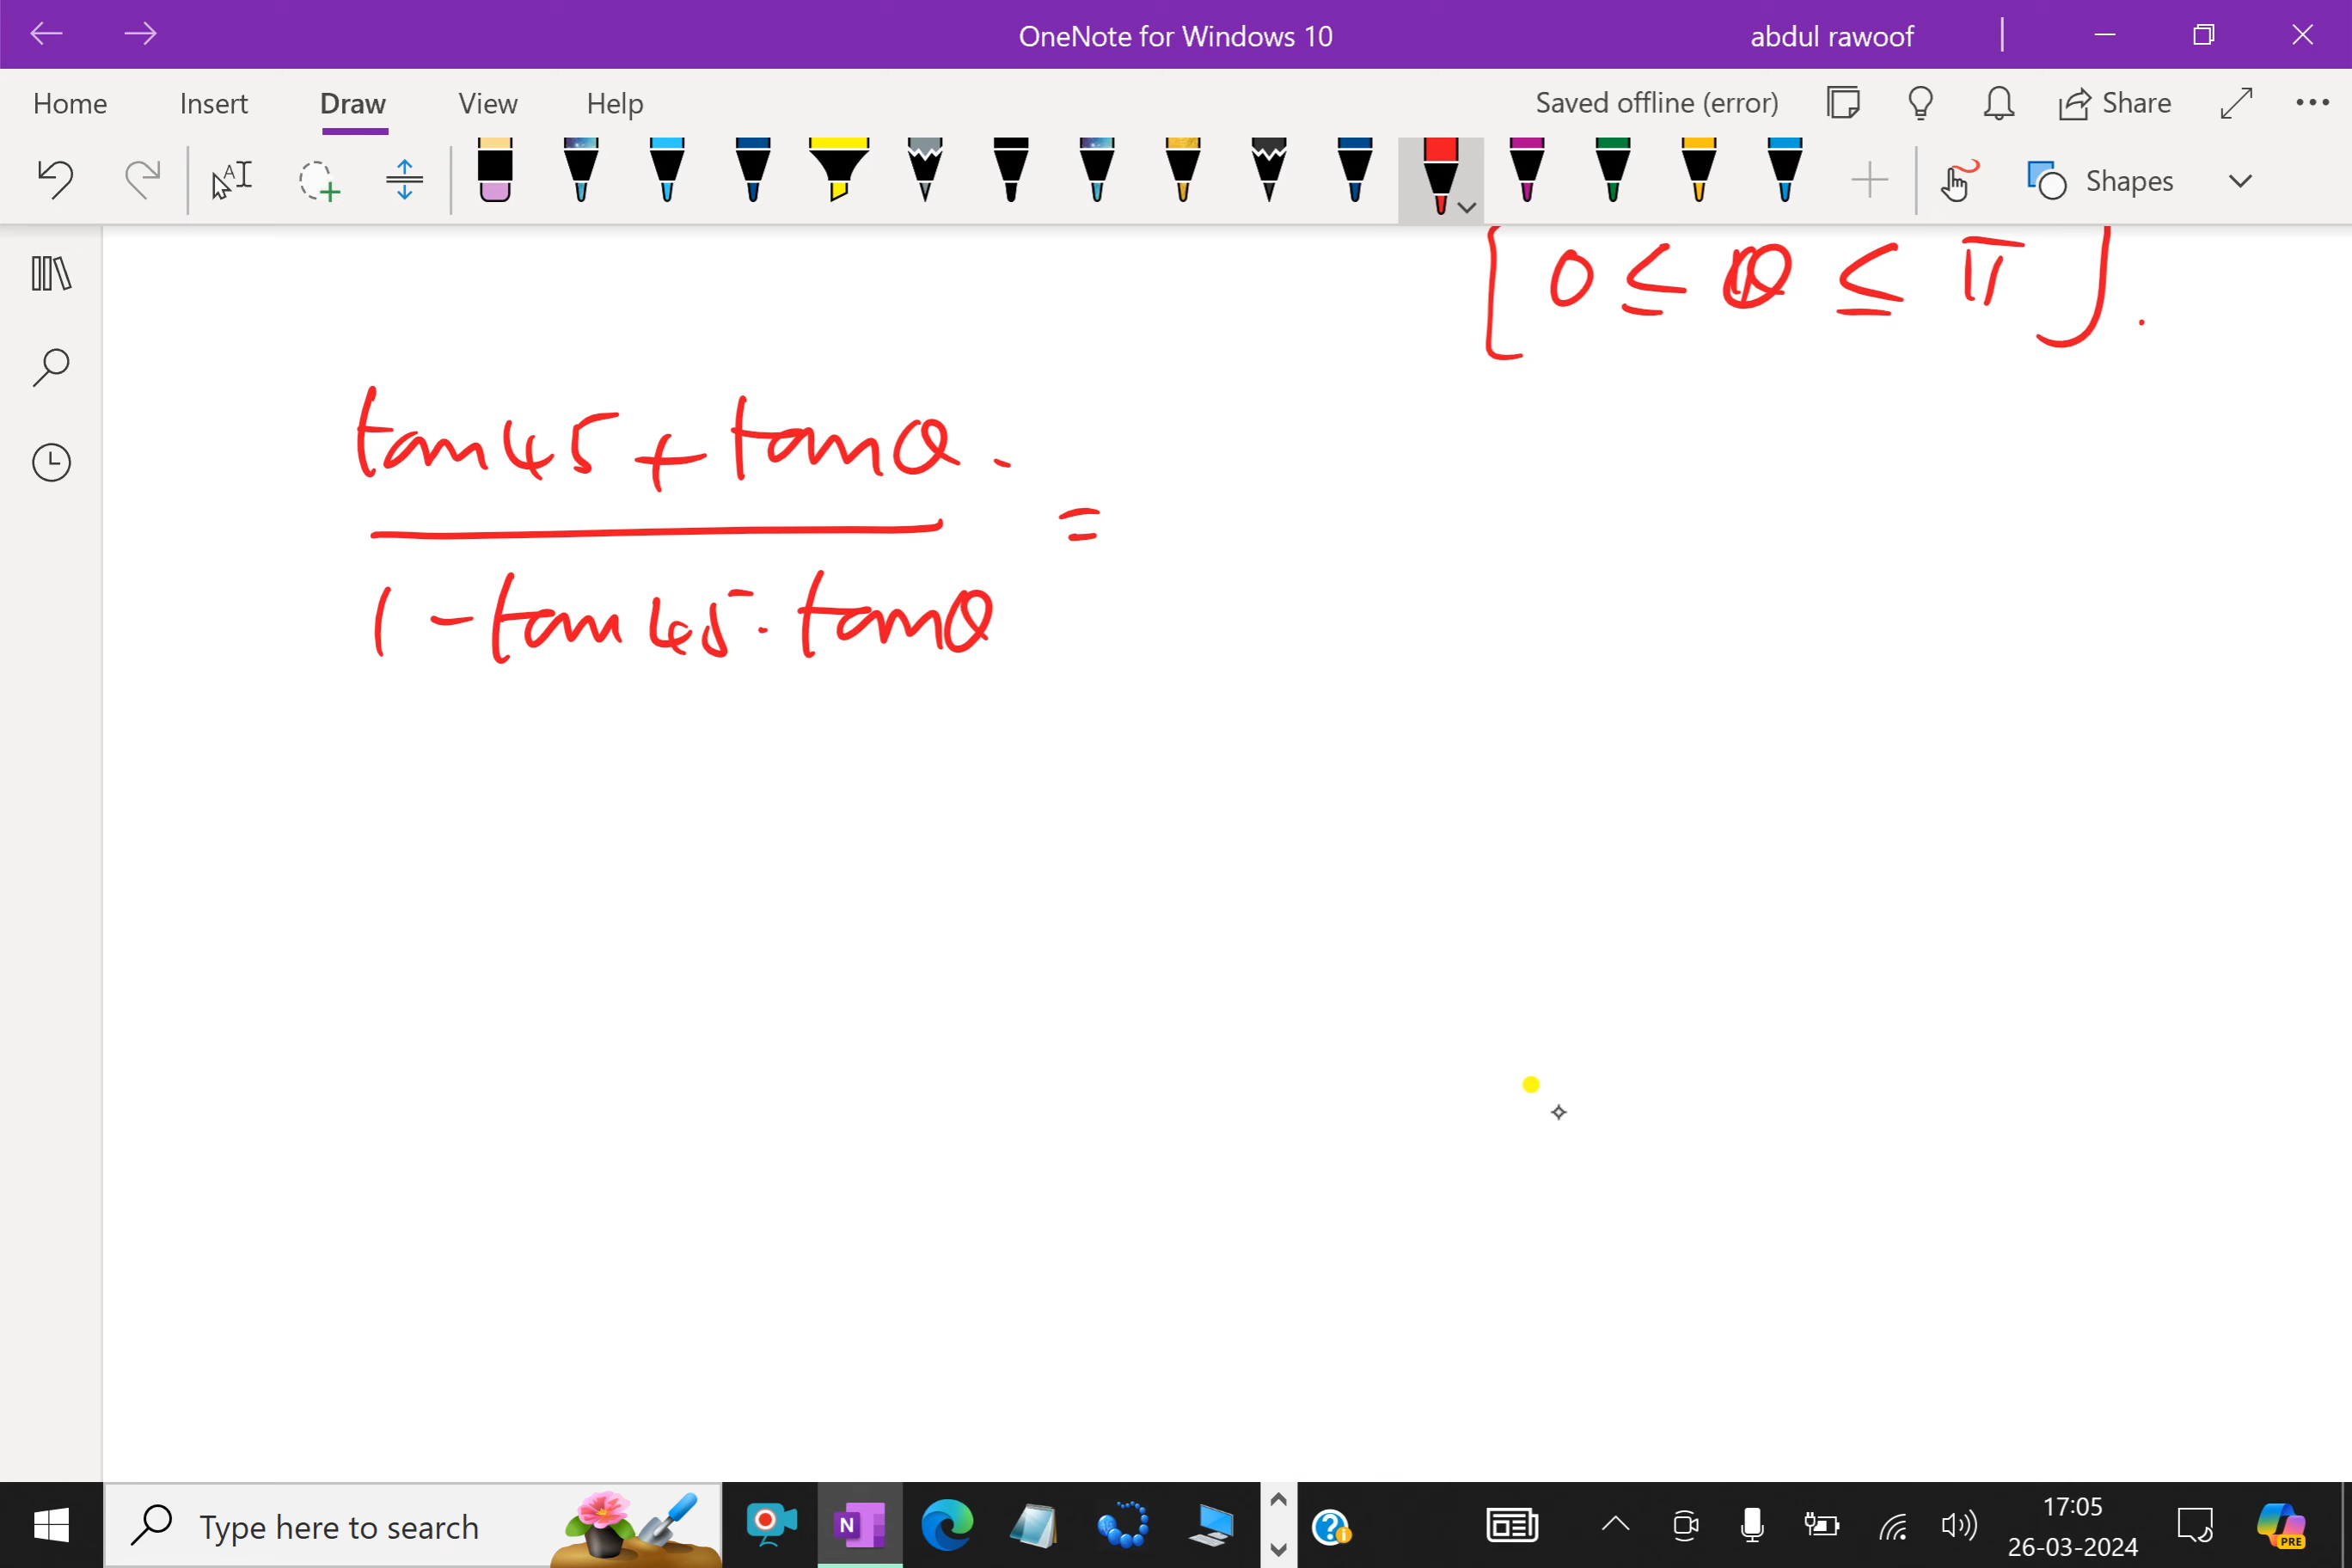 OneNote for Windows 10
abdul rawoof
Home Insert Draw View Help
Saved offline (error)
Share
Shapes
[0 ≤ θ ≤ π].
tan45 + tanθ.
=
1 - tan45. tanθ
Type here to search
N
17:05
26-03-2024
PRE